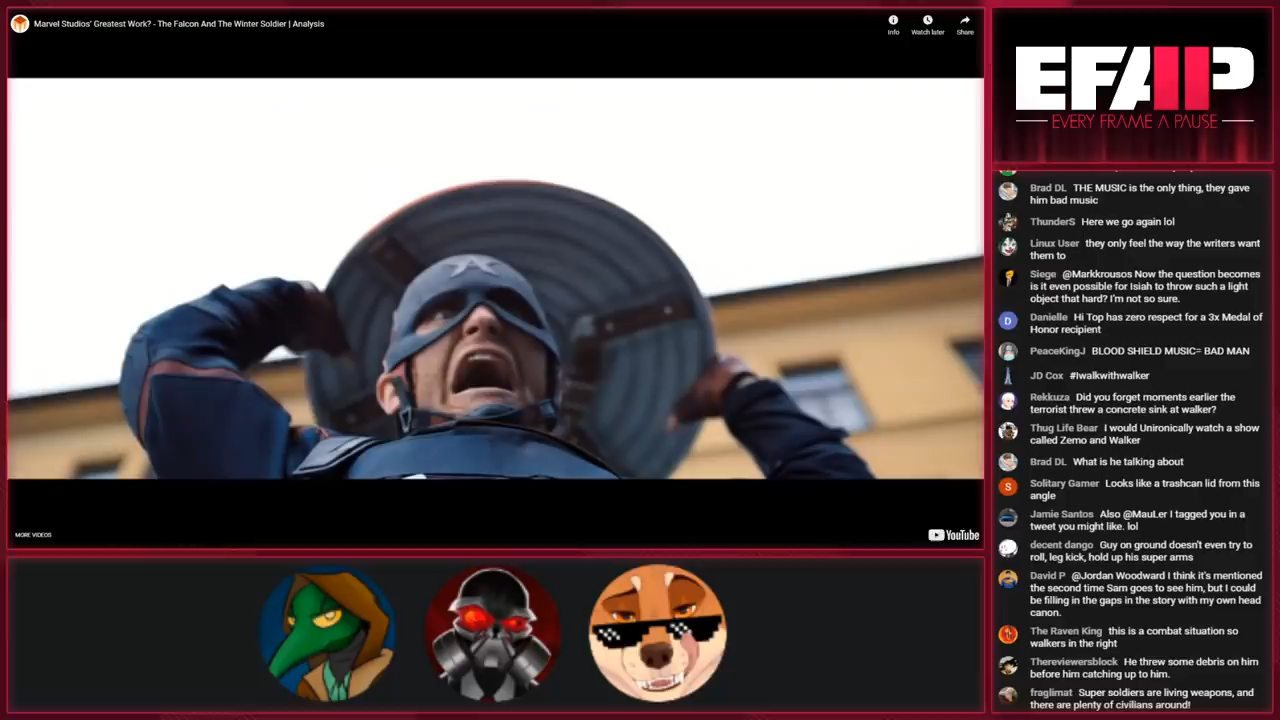 Marvel Studios' Greatest Work? - The Falcon And The Winter Soldier | Analysis
Info
Watch later
Share
MORE VIDEOS
YouTube
EFAP
EVERY FRAME A PAUSE
Brad DL THE MUSIC is the only thing, they gave
him bad music
ThunderS Here we go again lol
Linux User they only feel the way the writers want
them to
Siege @Markkrousos Now the question becomes
is it even possible for Isiah to throw such a light
object that hard? I'm not so sure.
D
Danielle Hi Top has zero respect for a 3x Medal of
Honor recipient
PeaceKingJ BLOOD SHIELD MUSIC= BAD MAN
JD Cox #Iwalkwithwalker
Rekkuza Did you forget moments earlier the
terrorist threw a concrete sink at walker?
Thug Life Bear I would Unironically watch a show
called Zemo and Walker
Brad DL What is he talking about
S
Solitary Gamer Looks like a trashcan lid from this
angle
Jamie Santos Also @MauLer I tagged you in a
tweet you might like. lol
decent dango Guy on ground doesn't even try to
roll, leg kick, hold up his super arms
David P @Jordan Woodward I think it's mentioned
the second time Sam goes to see him, but I could
be filling in the gaps in the story with my own head
canon.
The Raven King this is a combat situation so
walkers in the right
Thereviewersblock He threw some debris on him
before him catching up to him.
fraglimat Super soldiers are living weapons, and
there are plenty of civilians around!